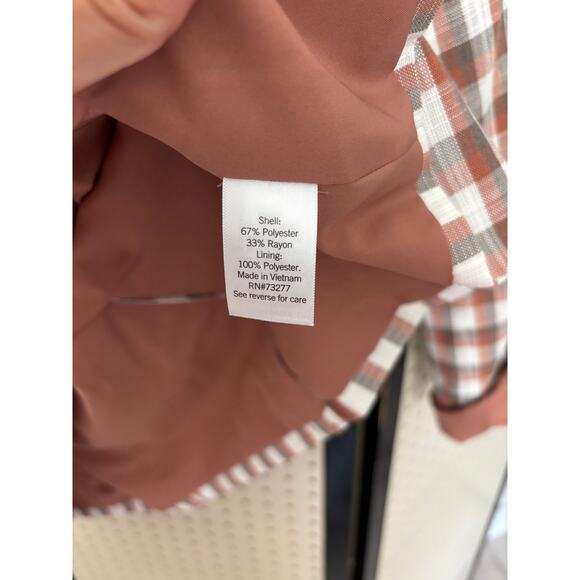 Shell:
67% Polyester
33% Rayon
Lining:
100% Polyester.
Made in Vietnam
RN#73277
See reverse for care